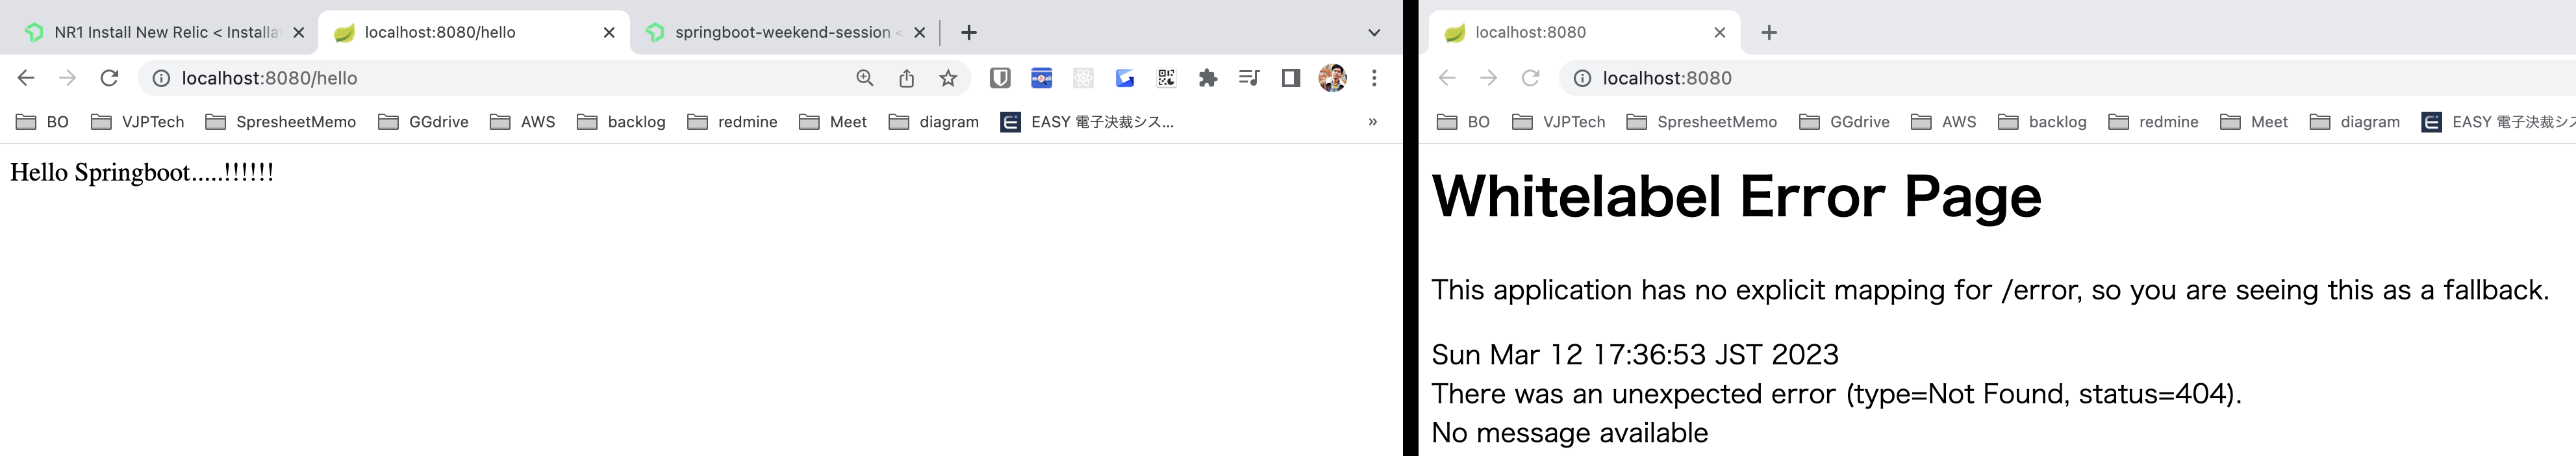 NR1 Install New Relic < Installa
localhost:8080/hello
springboot-weekend-session <
localhost:8080/hello
BO
VJPTech
SpresheetMemo
GGdrive
AWS
backlog
redmine
Meet
diagram
EASY 電子決裁シス...
»
Hello Springboot.....!!!!!!
localhost:8080
localhost:8080
BO
VJPTech
SpresheetMemo
GGdrive
AWS
backlog
redmine
Meet
diagram
EASY 電子決裁シス
Whitelabel Error Page
This application has no explicit mapping for /error, so you are seeing this as a fallback.
Sun Mar 12 17:36:53 JST 2023
There was an unexpected error (type=Not Found, status=404).
No message available